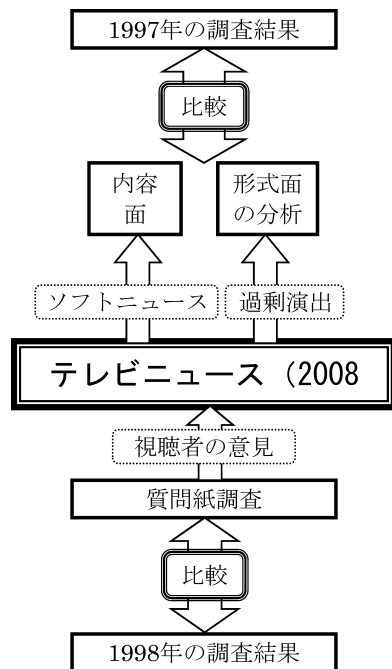 1997年の調査結果
比較
内容
面
形式面
の分析
ソフトニュース
過剰演出
テレビニュース（2008
視聴者の意見
質問紙調査
比較
1998年の調査結果